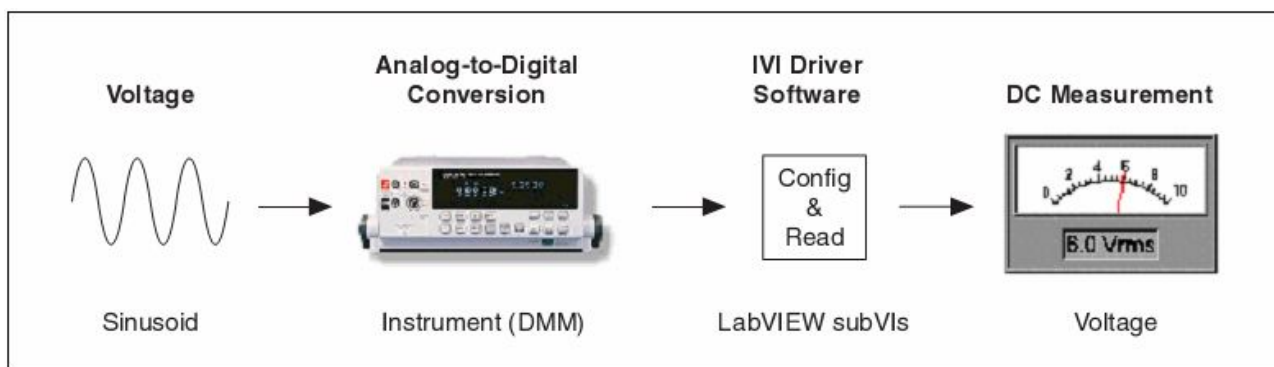 Voltage
Analog-to-Digital
Conversion
IVI Driver
Software
DC Measurement
Config
&
Read
0 2 4 6 8 10
6.0 Vrms
Sinusoid
Instrument (DMM)
LabVIEW subVIs
Voltage